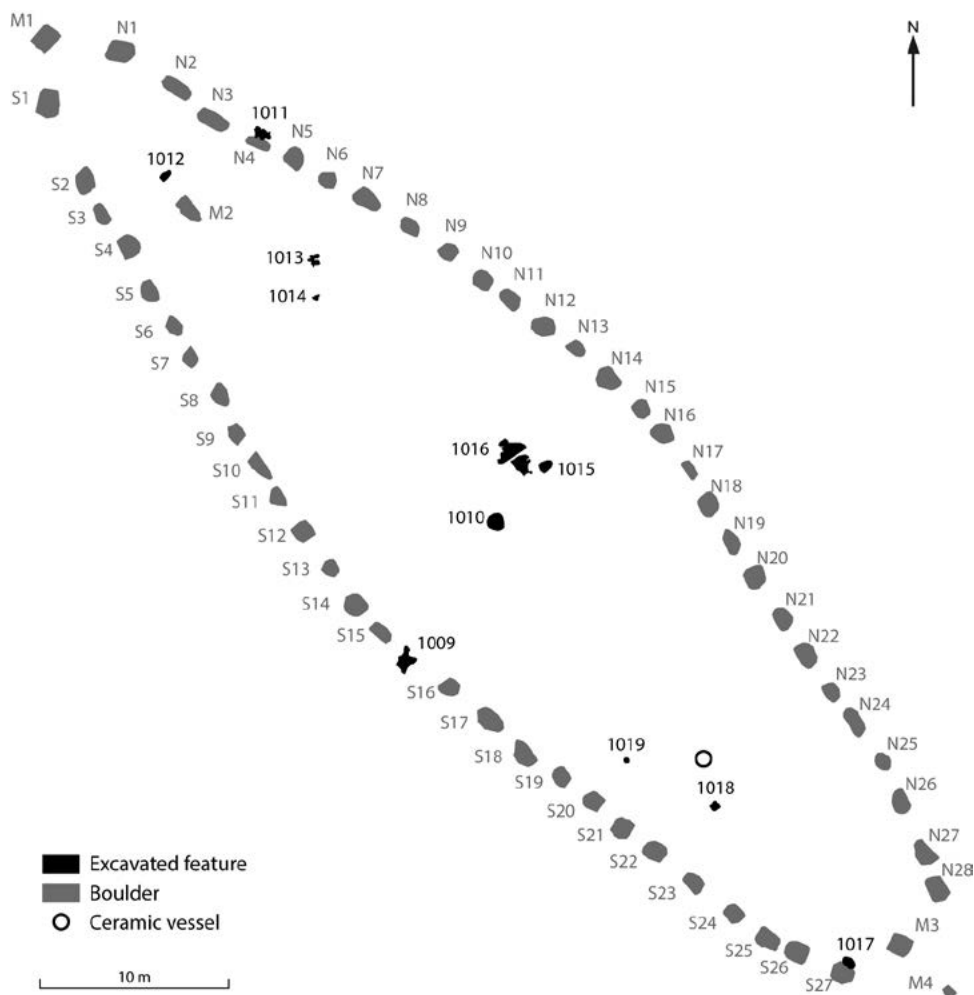 M1
N1
N
N2
S1
N3
1011
N5
N4
N6
1012
N7
S2
M2
N8
S3
N9
S4
1013
N10
N11
1014
S5
N12
N13
S6
N14
S7
N15
S8
N16
S9
1016
N17
S10
1015
N18
S11
1010
N19
S12
N20
S13
N21
S14
S15
1009
N22
N23
S16
N24
S17
N25
S18
1019
S19
1018
N26
S20
S21
N27
S22
Excavated feature
N28
S23
Boulder
S24
M3
Ceramic vessel
S25
1017
S26
10 m
S27
M4